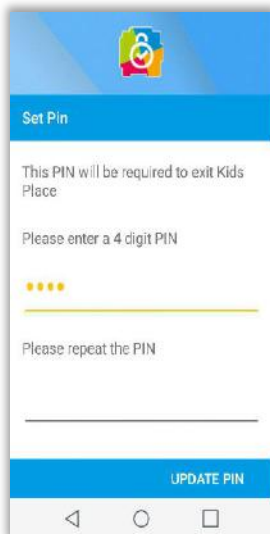 Set Pin
This PIN will be required to exit Kids
Place
Please enter a 4 digit PIN
Please repeat the PIN
UPDATE PIN